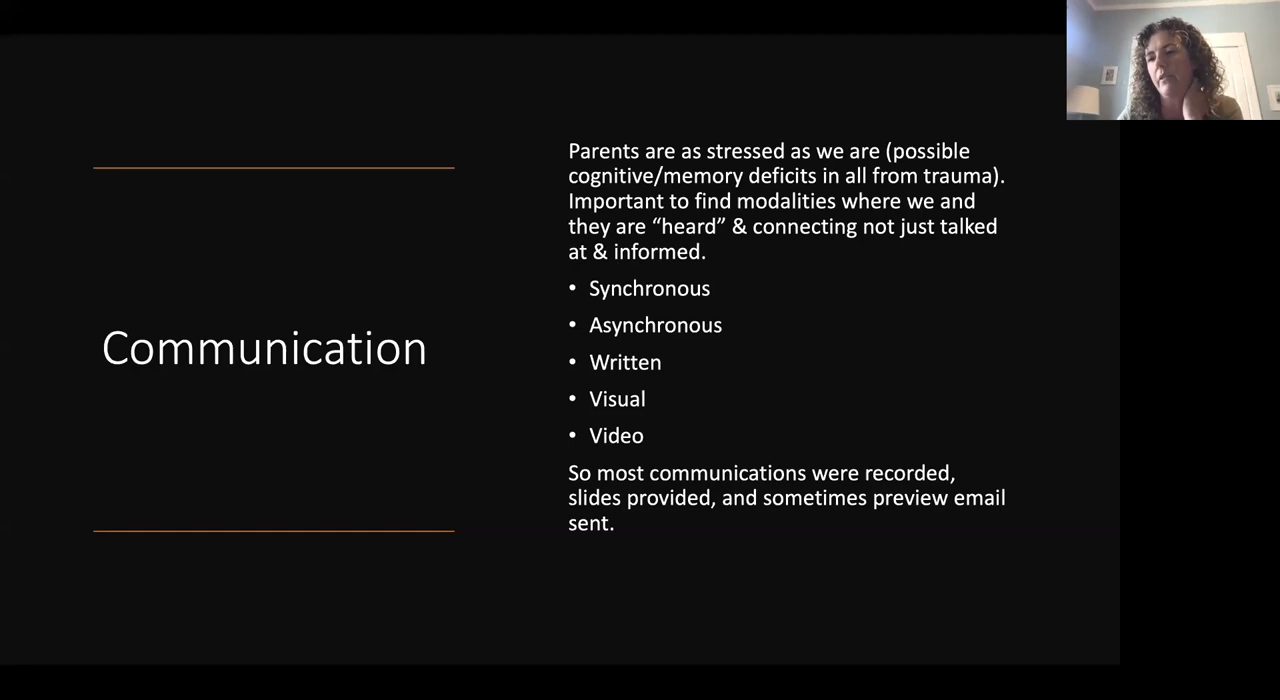 Communication
Parents are as stressed as we are (possible
cognitive/memory deficits in all from trauma).
Important to find modalities where we and
they are “heard” & connecting not just talked
at & informed.
• Synchronous
• Asynchronous
• Written
• Visual
• Video
So most communications were recorded,
slides provided, and sometimes preview email
sent.